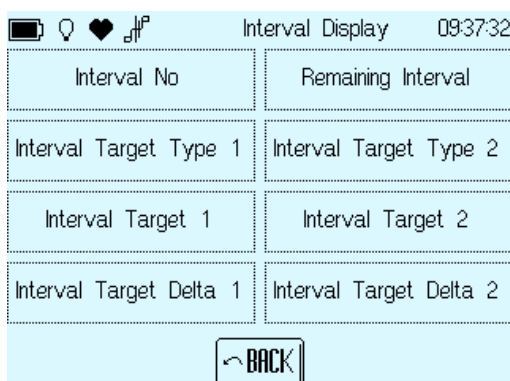 Interval Display 09:37:32
Interval No Remaining Interval
Interval Target Type 1 Interval Target Type 2
Interval Target 1 Interval Target 2
Interval Target Delta 1 Interval Target Delta 2
BACK